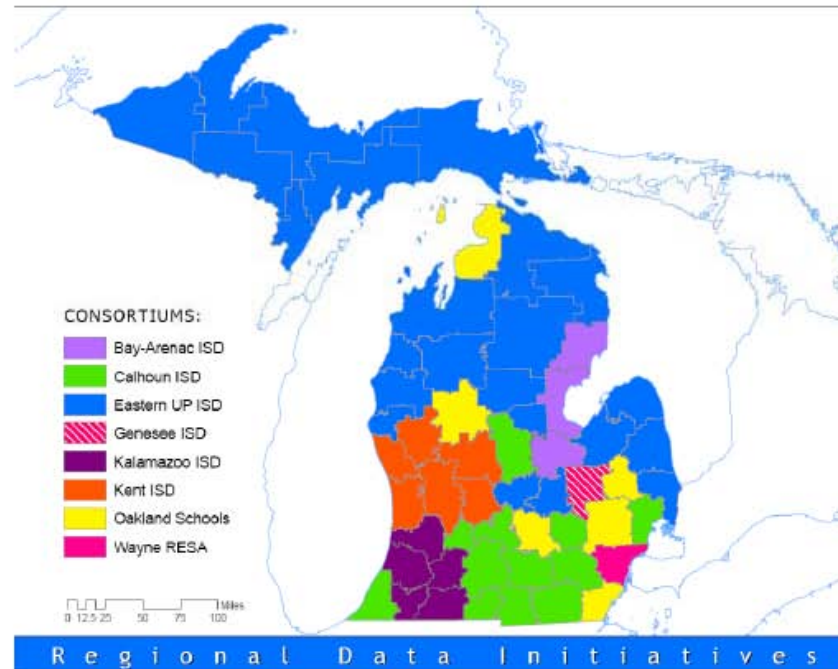 CONSORTIUMS:
Bay-Arenac ISD
Calhoun ISD
Eastern UP ISD
Genesee ISD
Kalamazoo ISD
Kent ISD
Oakland Schools
Wayne RESA
Miles
0 12.5 25 50 75 100
Regional Data Initiatives